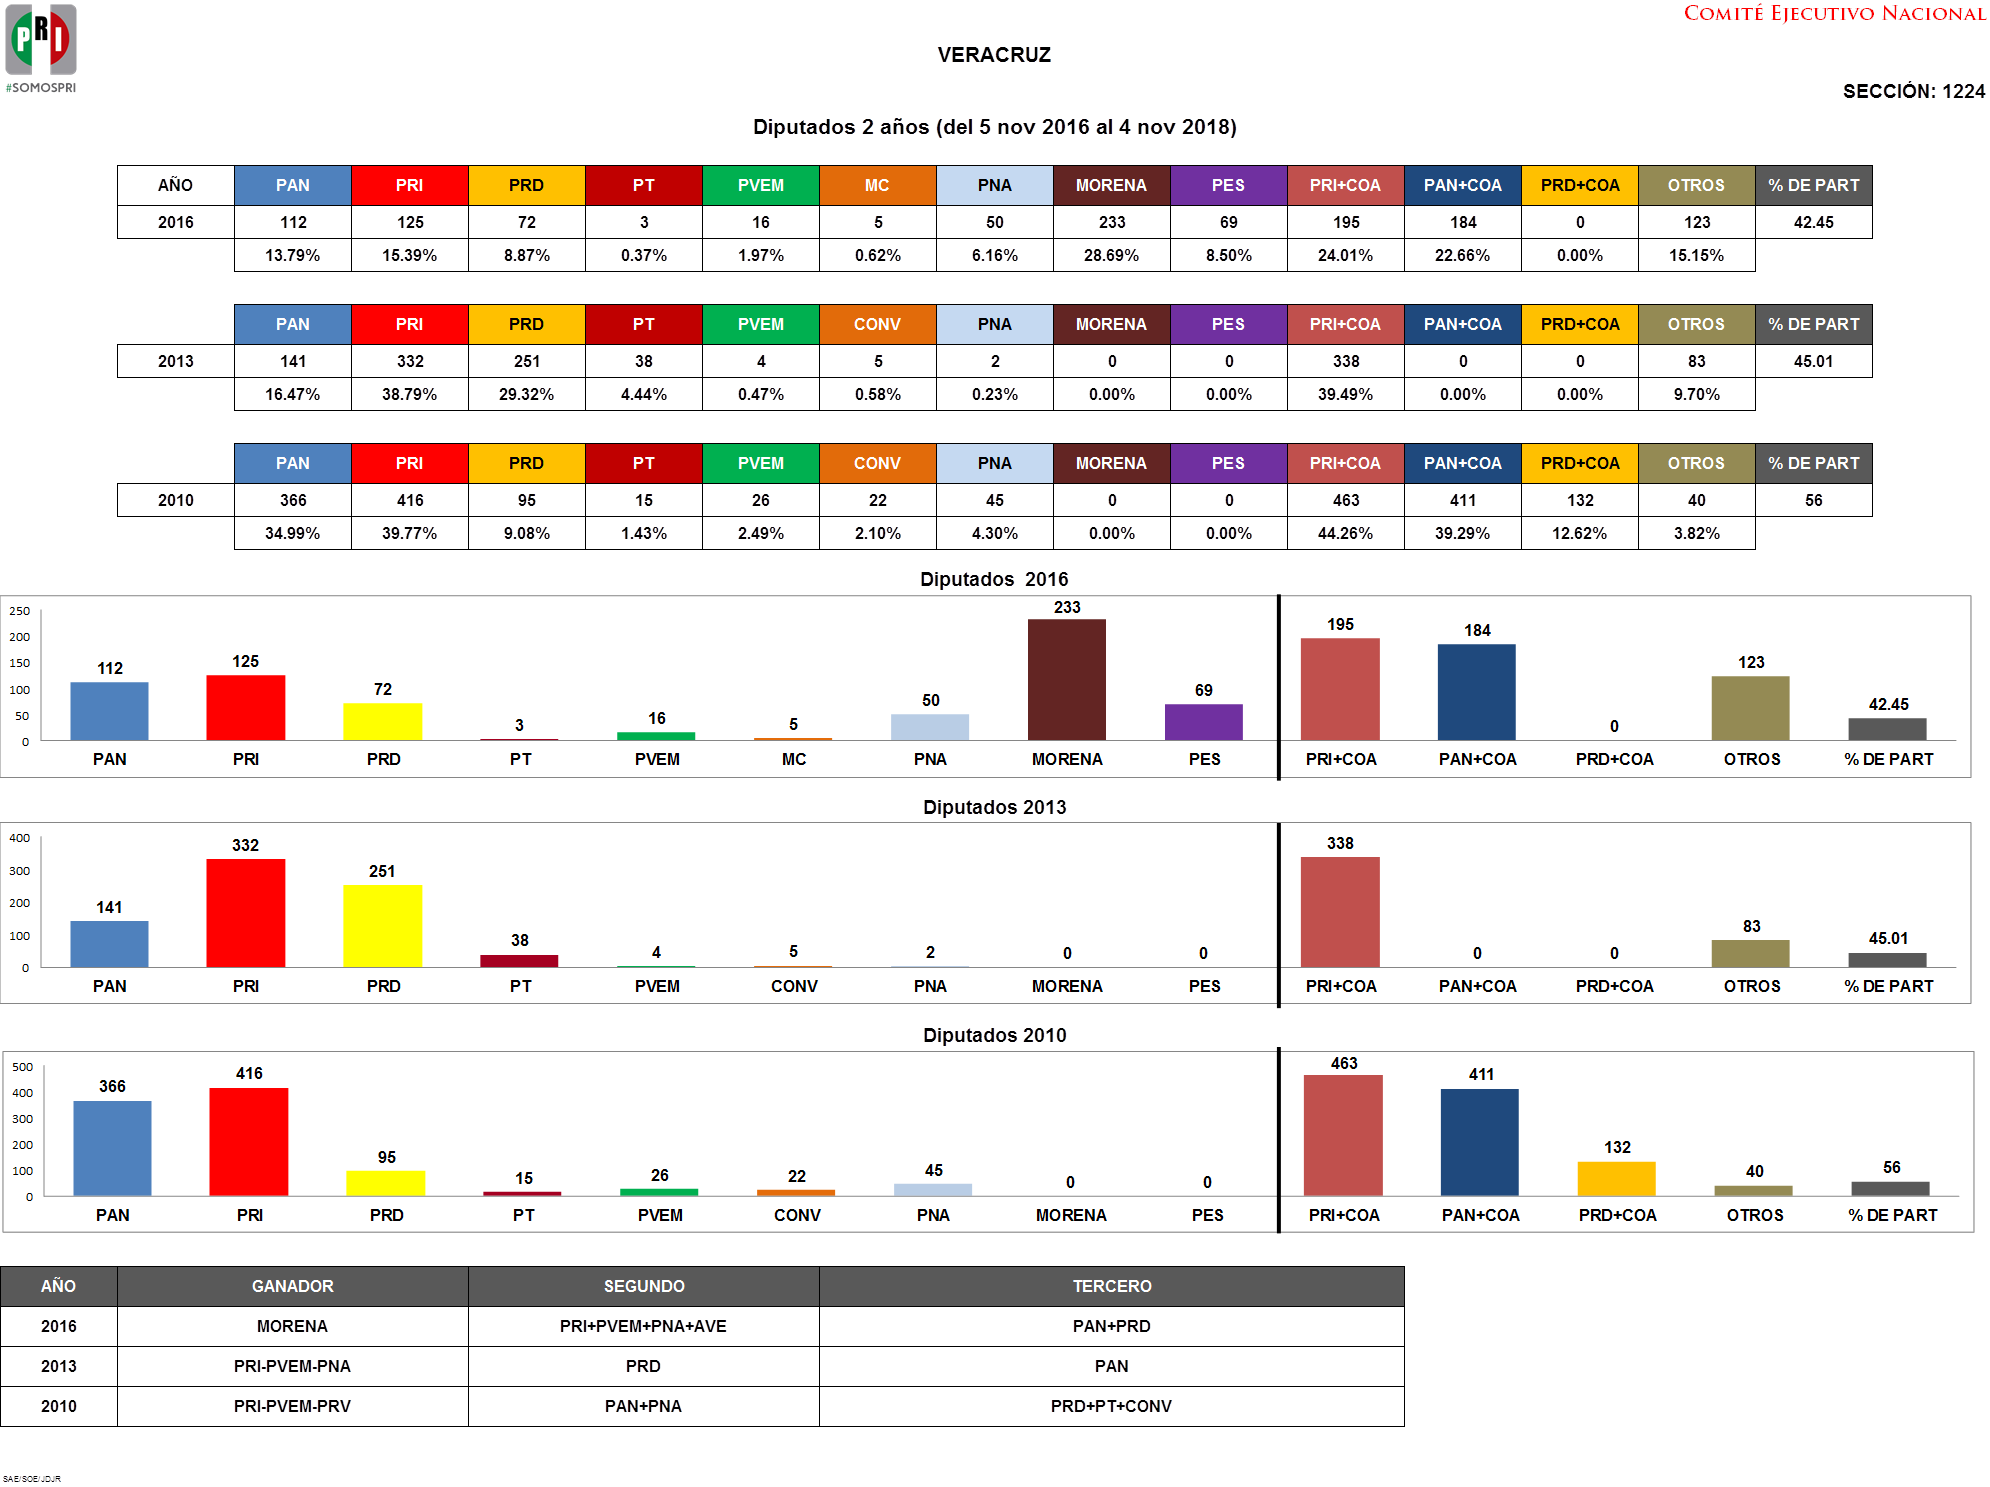 COMITÉ EJECUTIVO NACIONAL
PRI
#SOMOSPRI
VERACRUZ
SECCIÓN: 1224
Diputados 2 años (del 5 nov 2016 al 4 nov 2018)
AÑO PAN PRI PRD PT PVEM MC PNA MORENA PES PRI+COA PAN+COA PRD+COA OTROS % DE PART
2016 112 125 72 3 16 5 50 233 69 195 184 0 123 42.45
13.79% 15.39% 8.87% 0.37% 1.97% 0.62% 6.16% 28.69% 8.50% 24.01% 22.66% 0.00% 15.15%
PAN PRI PRD PT PVEM CONV PNA MORENA PES PRI+COA PAN+COA PRD+COA OTROS % DE PART
2013 141 332 251 38 4 5 2 0 0 338 0 0 83 45.01
16.47% 38.79% 29.32% 4.44% 0.47% 0.58% 0.23% 0.00% 0.00% 39.49% 0.00% 0.00% 9.70%
PAN PRI PRD PT PVEM CONV PNA MORENA PES PRI+COA PAN+COA PRD+COA OTROS % DE PART
2010 366 416 95 15 26 22 45 0 0 463 411 132 40 56
34.99% 39.77% 9.08% 1.43% 2.49% 2.10% 4.30% 0.00% 0.00% 44.26% 39.29% 12.62% 3.82%
Diputados  2016
250
200
150
100
50
0
112 125 72 3 16 5 50 233 69 195 184 0 123 42.45
PAN PRI PRD PT PVEM MC PNA MORENA PES PRI+COA PAN+COA PRD+COA OTROS % DE PART
Diputados 2013
400
300
200
100
0
141 332 251 38 4 5 2 0 0 338 0 0 83 45.01
PAN PRI PRD PT PVEM CONV PNA MORENA PES PRI+COA PAN+COA PRD+COA OTROS % DE PART
Diputados 2010
500
400
300
200
100
0
366 416 95 15 26 22 45 0 0 463 411 132 40 56
PAN PRI PRD PT PVEM CONV PNA MORENA PES PRI+COA PAN+COA PRD+COA OTROS % DE PART
AÑO GANADOR SEGUNDO TERCERO
2016 MORENA PRI+PVEM+PNA+AVE PAN+PRD
2013 PRI-PVEM-PNA PRD PAN
2010 PRI-PVEM-PRV PAN+PNA PRD+PT+CONV
SAE/SOE/JDJR